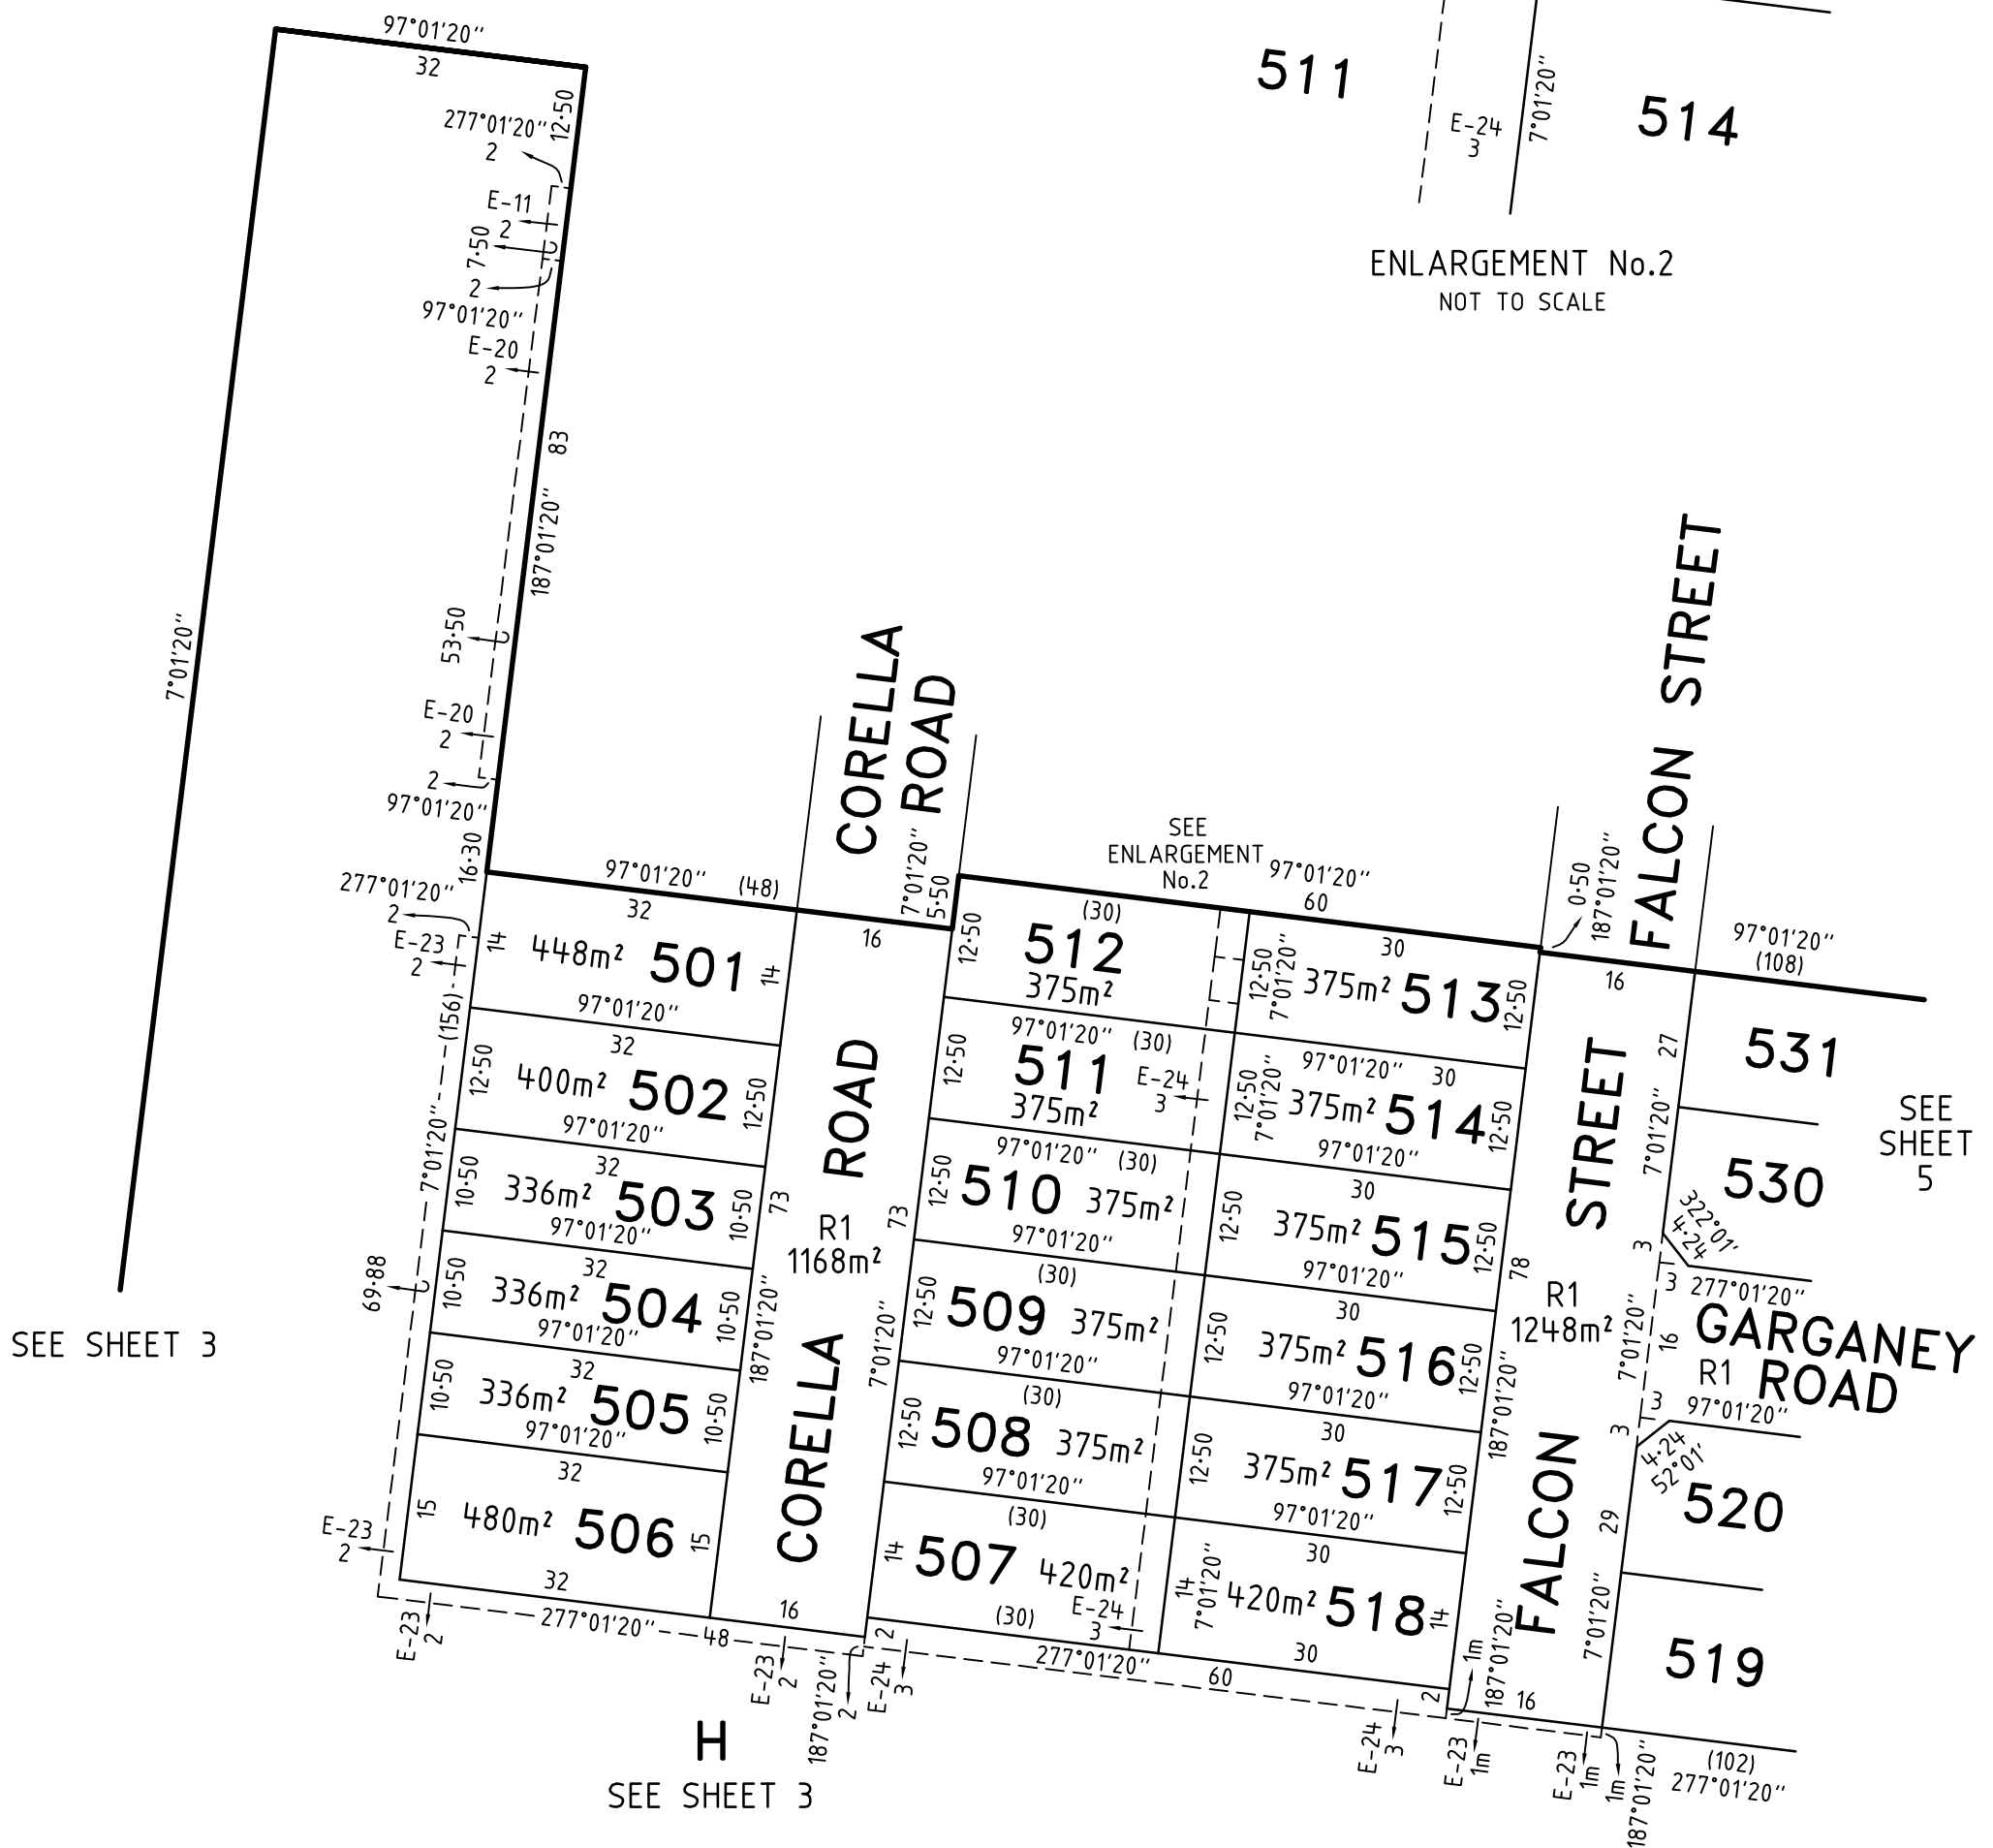 97°01'20"
32
12·50
277°01'20"
2
E-11
2
7·50
2
97°01'20"
E-20
2
83
187°01'20"
53·50
7°01'20"
E-20
2
2
97°01'20"
16·30
SEE SHEET 3
511
E-24
3
7°01'20"
514
ENLARGEMENT No.2
NOT TO SCALE
CORELLA
ROAD
7°01'20"
5·50
FALCON STREET
0·50
187°01'20"
SEE
ENLARGEMENT
No.2
97°01'20"
60
97°01'20"
(108)
277°01'20"
2
E-23
2
97°01'20"
(48)
32
16
14
448m² 501
14
97°01'20"
32
12·50
400m² 502
12·50
97°01'20"
32
10·50
336m² 503
10·50
97°01'20"
32
10·50
336m² 504
10·50
97°01'20"
32
10·50
336m² 505
10·50
97°01'20"
32
15
480m² 506
15
32
(156)
7°01'20"
69·88
E-23
2
E-23
2
277°01'20"
48
16
E-23
2
187°01'20"
2
73
R1
1168m²
187°01'20"
CORELLA ROAD
73
7°01'20"
(30)
12·50
512
375m²
97°01'20" (30)
12·50
511
375m²
E-24
3
97°01'20" (30)
12·50
510 375m²
97°01'20"
(30)
12·50
509 375m²
97°01'20"
(30)
12·50
508 375m²
97°01'20"
(30)
14
507 420m²
E-24
3
(30)
2
E-24
3
277°01'20"
60
30
12·50
7°01'20"
375m² 513
12·50
97°01'20" 30
12·50
7°01'20"
375m² 514
12·50
97°01'20"
30
12·50
375m² 515
12·50
97°01'20"
30
12·50
375m² 516
12·50
97°01'20"
30
12·50
375m² 517
12·50
97°01'20"
30
14
7°01'20"
420m² 518
14
30
2
E-24
3
1m
187°01'20"
16
E-23
1m
E-23
1m
1m
187°01'20"
(102)
277°01'20"
16
78
R1
1248m²
187°01'20"
FALCON STREET
27
7°01'20"
531
530
322°01'
4·24
3
3
277°01'20"
7°01'20"
16
GARGANEY
R1 ROAD
3
3
97°01'20"
4·24
52°01'
520
29
7°01'20"
519
SEE
SHEET
5
H
SEE SHEET 3